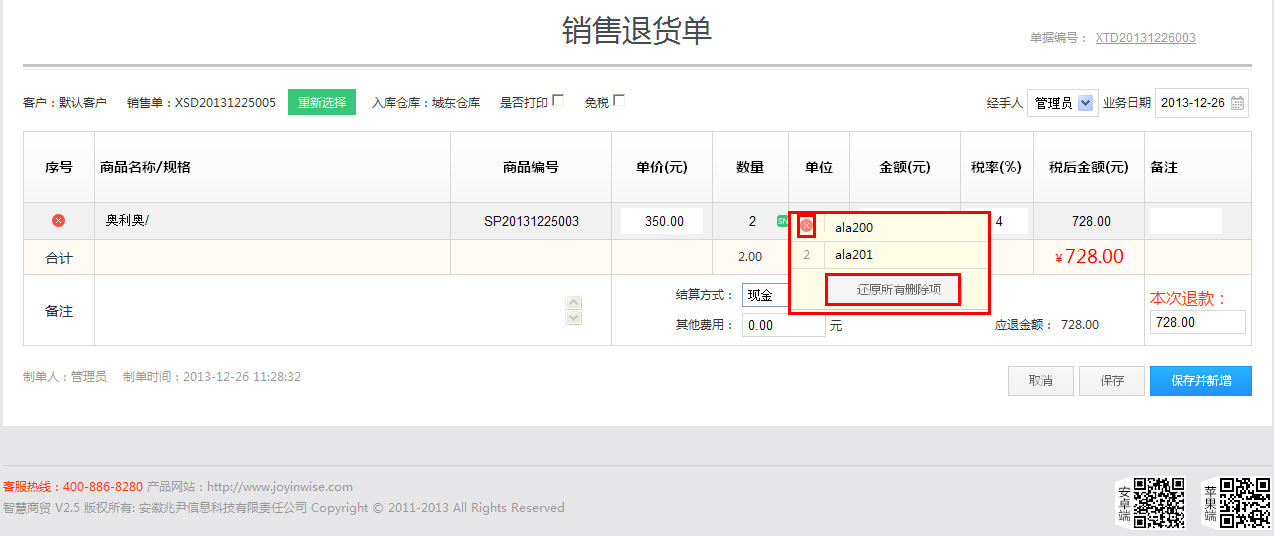 销售退货单
单据编号： XTD20131226003
客户：默认客户 销售单：XSD20131225005 重新选择 入库仓库：城东仓库 是否打印 免税 经手人 管理员 业务日期 2013-12-26
序号 商品名称/规格 商品编号 单价(元) 数量 单位 金额(元) 税率(%) 税后金额(元) 备注
奥利奥/ SP20131225003 350.00 2 SN 4 728.00
ala200
2 ala201
还原所有删除项
合计 2.00 ¥728.00
备注
结算方式： 现金
其他费用： 0.00 元 应退金额： 728.00
本次退款：
728.00
制单人：管理员 制单时间：2013-12-26 11:28:32
取消 保存 保存并新增
客服热线：400-886-8280 产品网站：http://www.joyinwise.com
智慧商贸 V2.5 版权所有: 安徽兆尹信息科技有限责任公司 Copyright © 2011-2013 All Rights Reserved
安卓端
苹果端